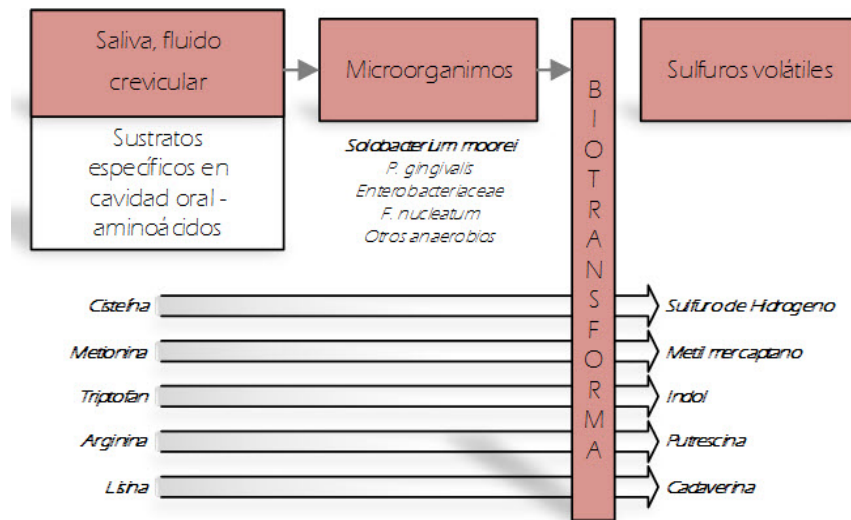 Saliva, fluido
crevicular
Sustratos
específicos en
cavidad oral -
aminoácidos
Microorganimos
Solobacterium moorei
P. gingivalis
Enterobacteriaceae
F. nucleatum
Otros anaerobios
BIOTRANSFORMA
Sulfuros volátiles
Cisteína
Sulfuro de Hidrogeno
Metionina
Metil mercaptano
Triptofan
Indol
Arginina
Putrescina
Lisina
Cadaverina